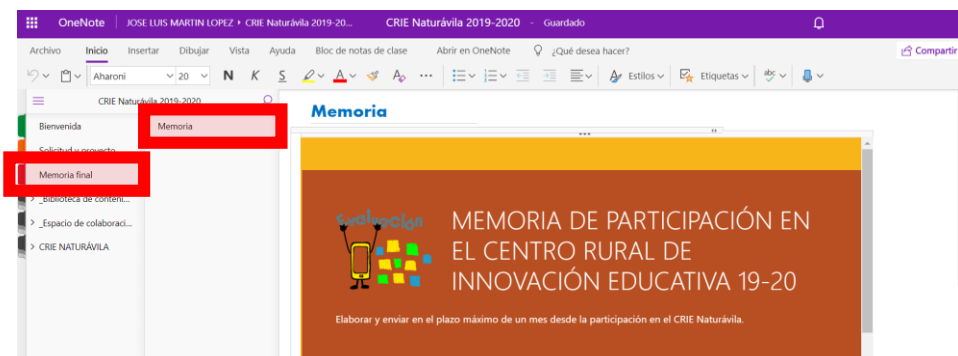 OneNote JOSE LUIS MARTIN LOPEZ ▸ CRIE Naturávila 2019-20... CRIE Naturávila 2019-2020 - Guardado
Archivo Inicio Insertar Dibujar Vista Ayuda Bloc de notas de clase Abrir en OneNote ¿Qué desea hacer? Compartir
Aharoni 20 N K S A A ... Estilos Etiquetas abc
CRIE Naturávila 2019-2020
Memoria
Bienvenida
Memoria
Solicitud y proyecto
Memoria final
> _Biblioteca de conteni...
> _Espacio de colaboraci...
> CRIE NATURÁVILA
Evaluación
MEMORIA DE PARTICIPACIÓN EN
EL CENTRO RURAL DE
INNOVACIÓN EDUCATIVA 19-20
Elaborar y enviar en el plazo máximo de un mes desde la participación en el CRIE Naturávila.